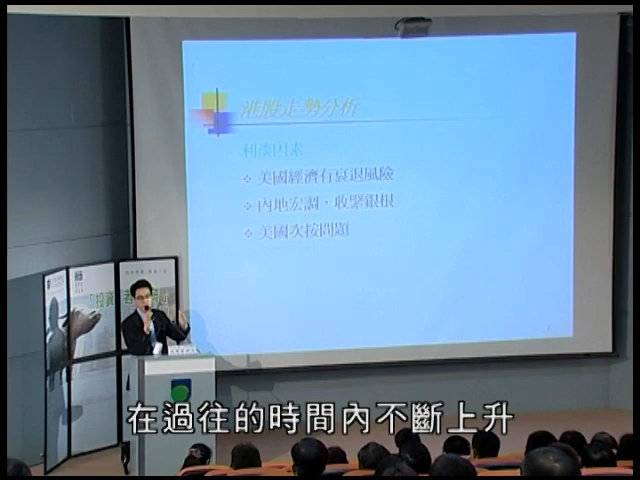 港股走勢分析
利淡因素
❖ 美國經濟有衰退風險
❖ 內地宏調，收緊銀根
❖ 美國次按問題
在過往的時間內不斷上升